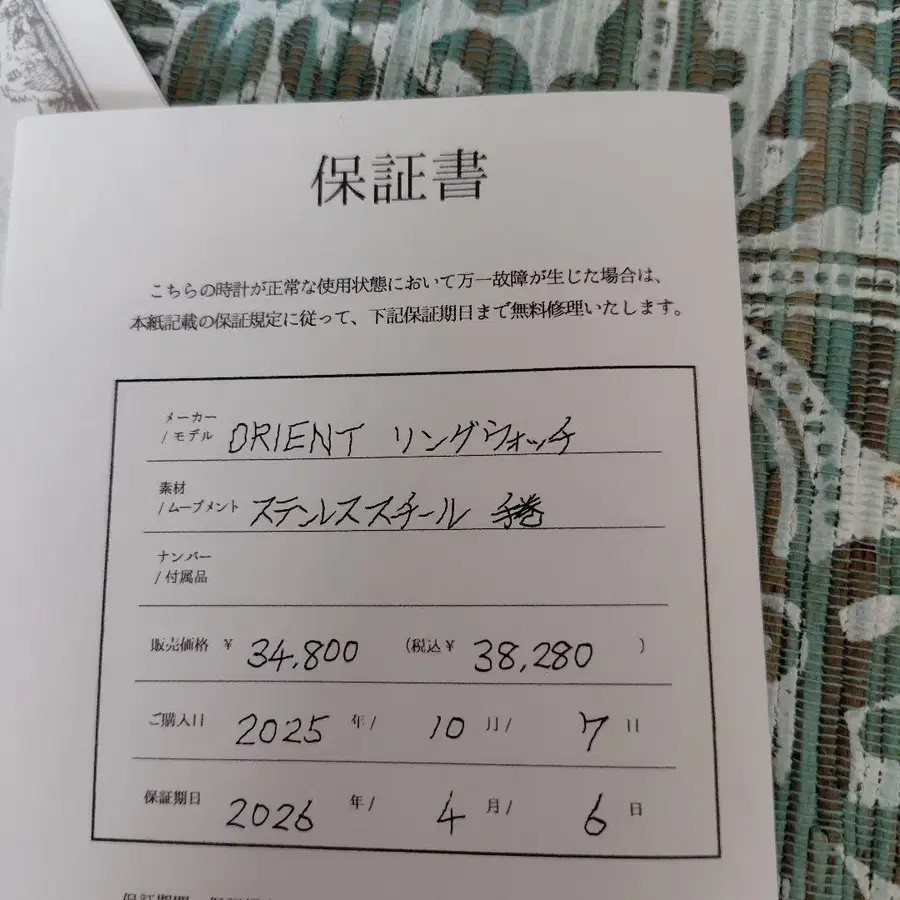 保証書
こちらの時計が正常な使用状態において万一故障が生じた場合は、
本紙記載の保証規定に従って、下記保証期日まで無料修理いたします。
メーカー
/ モデル ORIENT リングウォッチ
素材
/ムーブメント ステンレススチール 手巻
ナンバー
/ 付属品
販売価格 ¥ 34,800 (税込 ¥ 38,280 )
ご購入日 2025 年 / 10 月 / 7 日
保証期日 2026 年 / 4 月 / 6 日